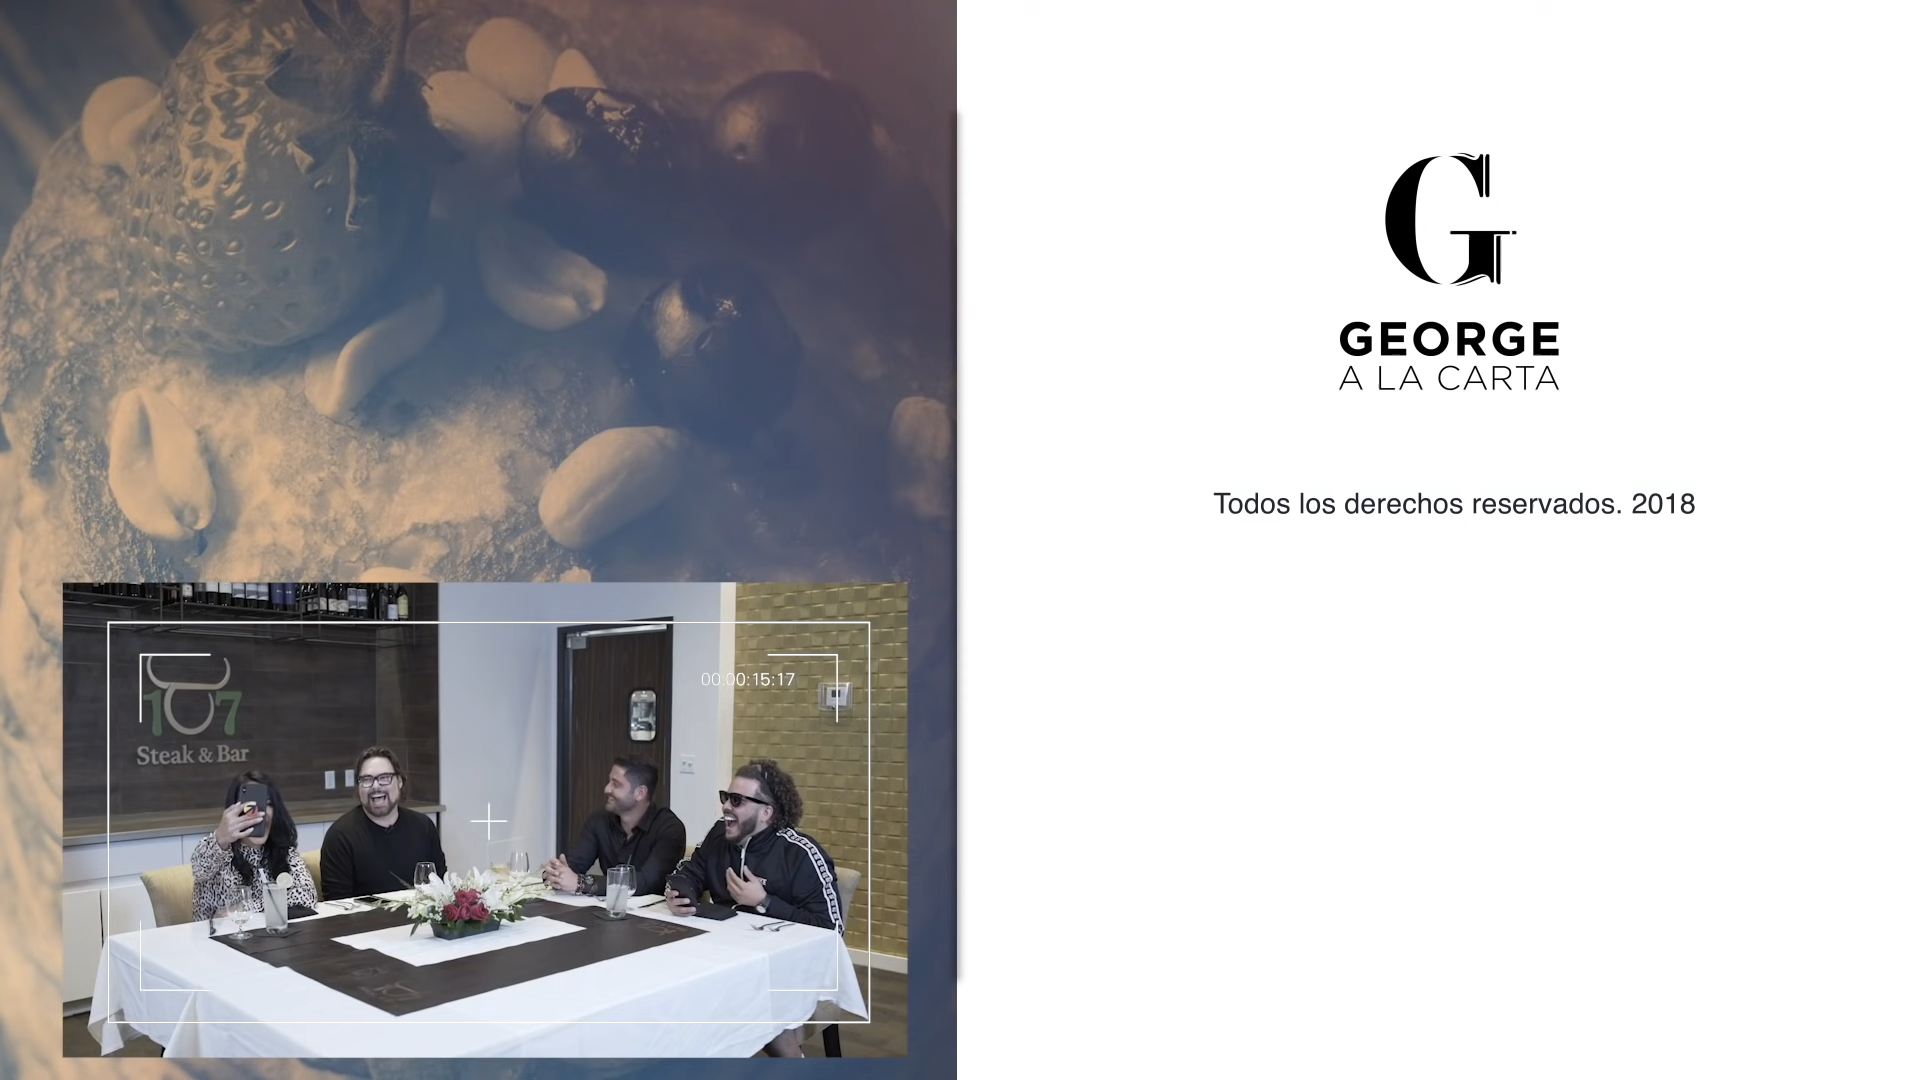 G
GEORGE
A LA CARTA
Todos los derechos reservados. 2018
00:00:15:17
107
Steak & Bar